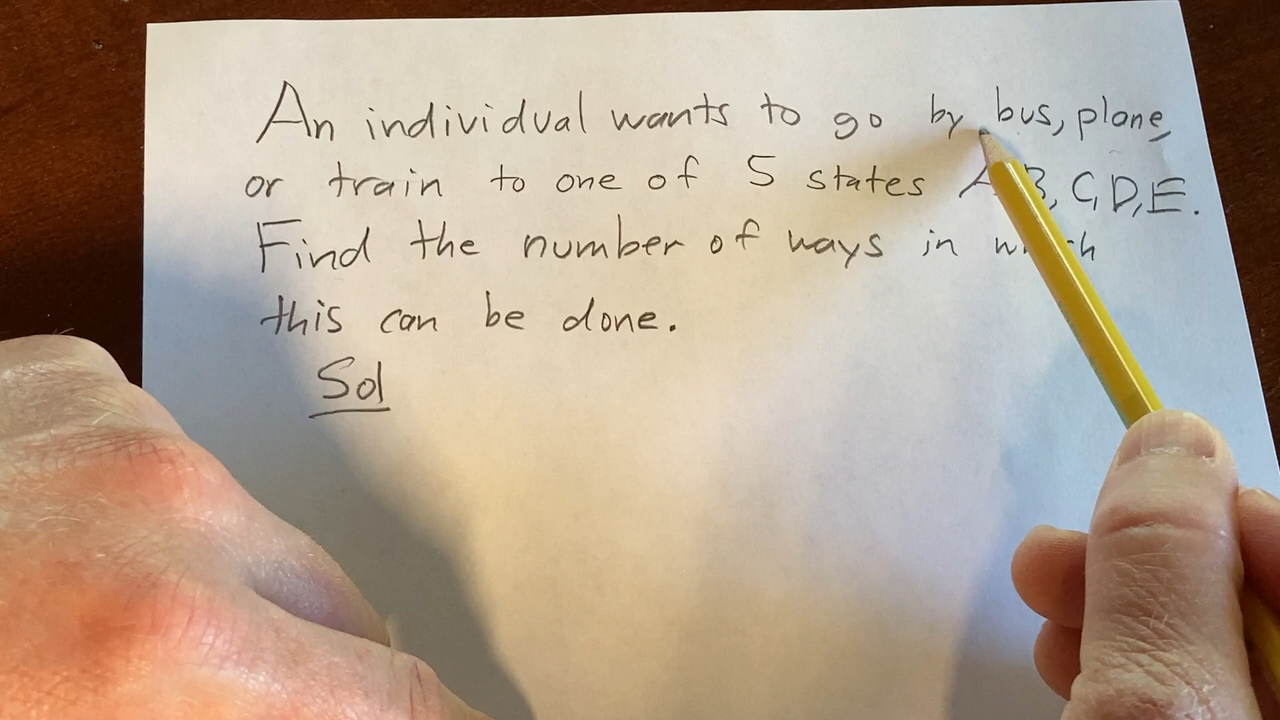 An individual wants to go by bus, plane,
or train to one of 5 states A B, C, D, E.
Find the number of ways in
this can be done.
Sol